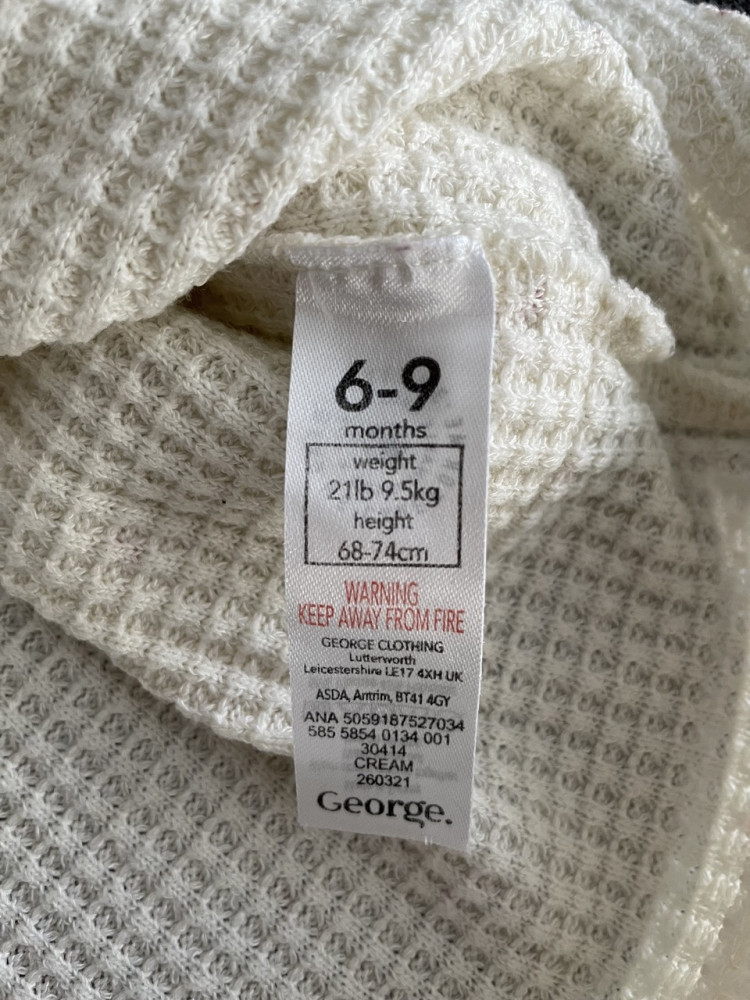 6-9
months
weight
21lb 9.5kg
height
68-74cm
WARNING
KEEP AWAY FROM FIRE
GEORGE CLOTHING
Lutterworth
Leicestershire LE17 4XH UK
ASDA, Antrim, BT41 4GY
ANA 5059187527034
585 5854 0134 001
30414
CREAM
260321
George.